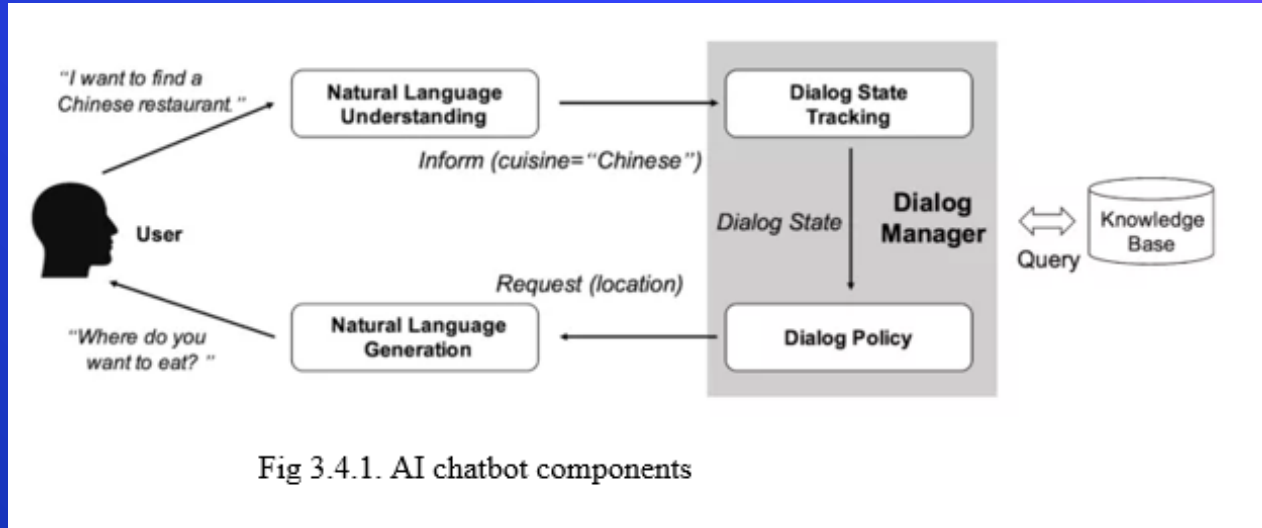 "I want to find a
Chinese restaurant."
Natural Language
Understanding
Inform (cuisine="Chinese")
Dialog State
Tracking
Dialog State
Dialog
Manager
Query
Knowledge
Base
User
Request (location)
Dialog Policy
Natural Language
Generation
"Where do you
want to eat? "
Fig 3.4.1. AI chatbot components